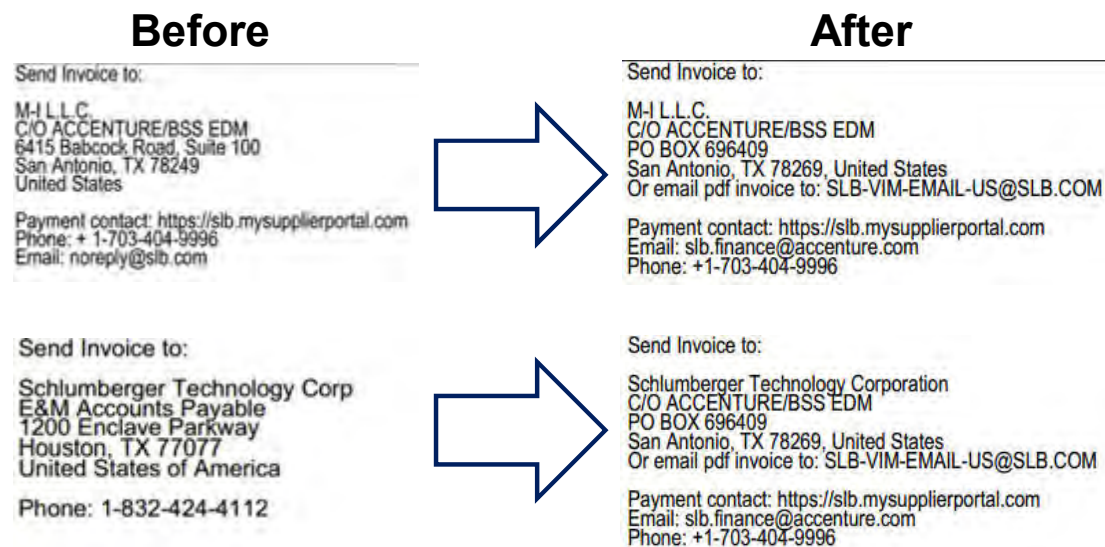 Before
After
Send Invoice to:
M-I L.L.C.
C/O ACCENTURE/BSS EDM
6415 Babcock Road, Suite 100
San Antonio, TX 78249
United States
Payment contact: https://slb.mysupplierportal.com
Phone: + 1-703-404-9996
Email: noreply@slb.com
Send Invoice to:
M-I L.L.C.
C/O ACCENTURE/BSS EDM
PO BOX 696409
San Antonio, TX 78269, United States
Or email pdf invoice to: SLB-VIM-EMAIL-US@SLB.COM
Payment contact: https://slb.mysupplierportal.com
Email: slb.finance@accenture.com
Phone: +1-703-404-9996
Send Invoice to:
Schlumberger Technology Corp
E&M Accounts Payable
1200 Enclave Parkway
Houston, TX 77077
United States of America
Phone: 1-832-424-4112
Send Invoice to:
Schlumberger Technology Corporation
C/O ACCENTURE/BSS EDM
PO BOX 696409
San Antonio, TX 78269, United States
Or email pdf invoice to: SLB-VIM-EMAIL-US@SLB.COM
Payment contact: https://slb.mysupplierportal.com
Email: slb.finance@accenture.com
Phone: +1-703-404-9996